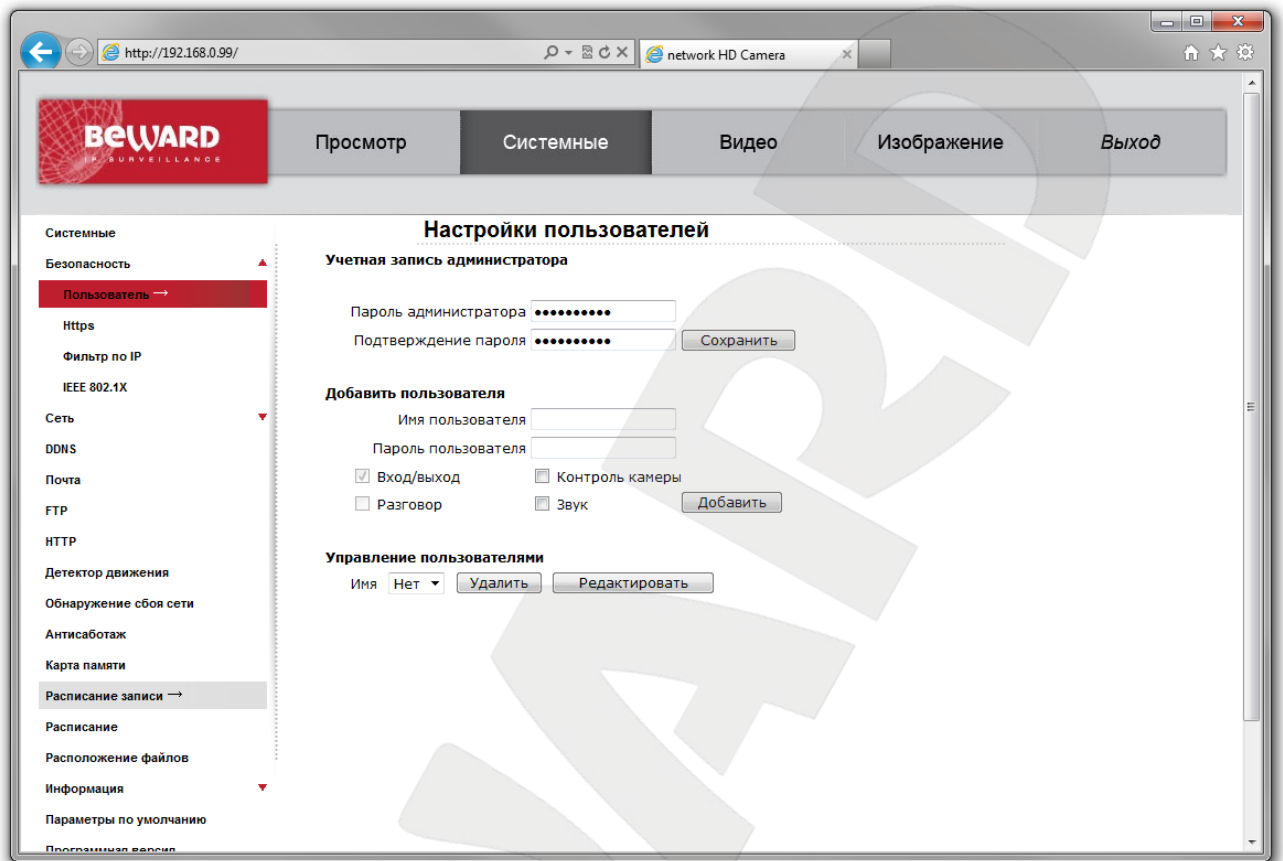 http://192.168.0.99/
network HD Camera
BEWARD
IP SURVEILLANCE
Просмотр
Системные
Видео
Изображение
Выход
Системные
Безопасность
Пользователь →
Https
Фильтр по IP
IEEE 802.1X
Сеть
DDNS
Почта
FTP
HTTP
Детектор движения
Обнаружение сбоя сети
Антисаботаж
Карта памяти
Расписание записи →
Расписание
Расположение файлов
Информация
Параметры по умолчанию
Программная версия
Настройки пользователей
Учетная запись администратора
Пароль администратора ••••••••••
Подтверждение пароля •••••••••• Сохранить
Добавить пользователя
Имя пользователя
Пароль пользователя
Вход/выход Контроль камеры
Разговор Звук Добавить
Управление пользователями
Имя Нет Удалить Редактировать